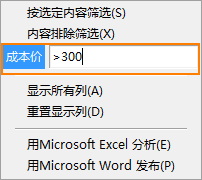 按选定内容筛选(S)
内容排除筛选(X)
成本价 >300
显示所有列(A)
重置显示列(D)
用Microsoft Excel 分析(E)
用Microsoft Word 发布(P)